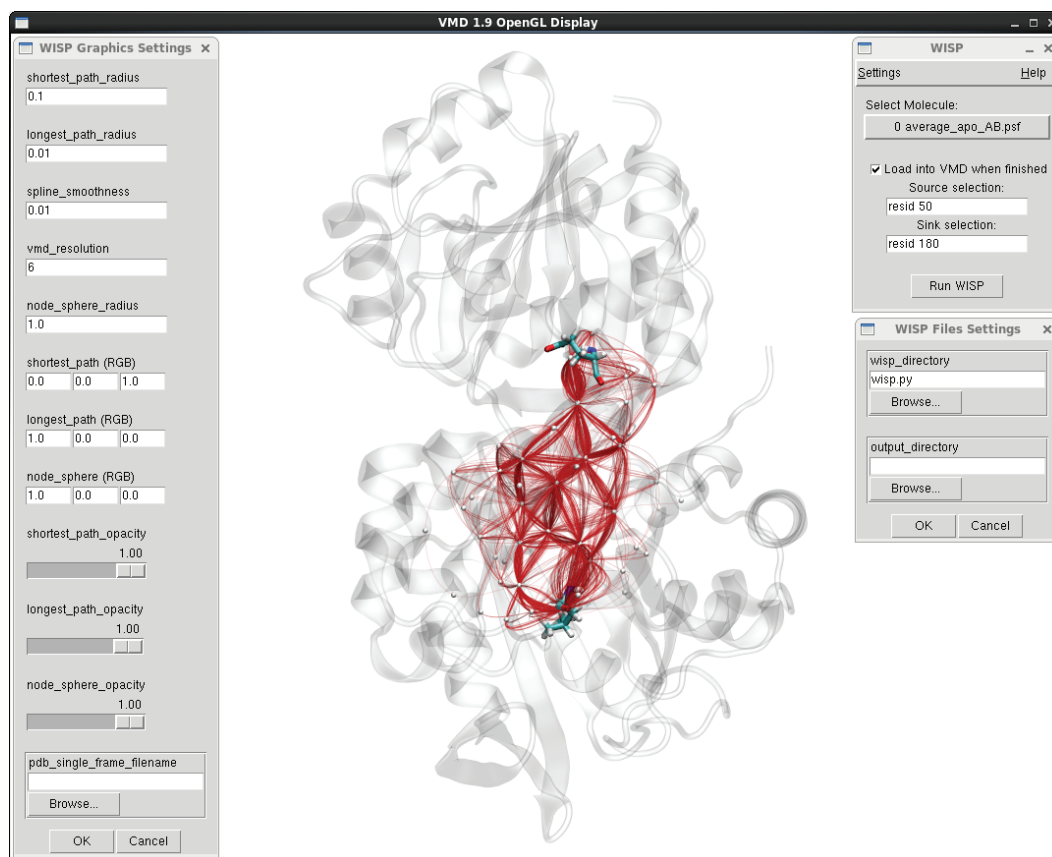 VMD 1.9 OpenGL Display
WISP Graphics Settings
shortest_path_radius
0.1
longest_path_radius
0.01
spline_smoothness
0.01
vmd_resolution
6
node_sphere_radius
1.0
shortest_path (RGB)
0.0 0.0 1.0
longest_path (RGB)
1.0 0.0 0.0
node_sphere (RGB)
1.0 0.0 0.0
shortest_path_opacity
1.00
longest_path_opacity
1.00
node_sphere_opacity
1.00
pdb_single_frame_filename
Browse...
OK Cancel
WISP
Settings Help
Select Molecule:
0 average_apo_AB.psf
Load into VMD when finished
Source selection:
resid 50
Sink selection:
resid 180
Run WISP
WISP Files Settings
wisp_directory
wisp.py
Browse...
output_directory
Browse...
OK Cancel